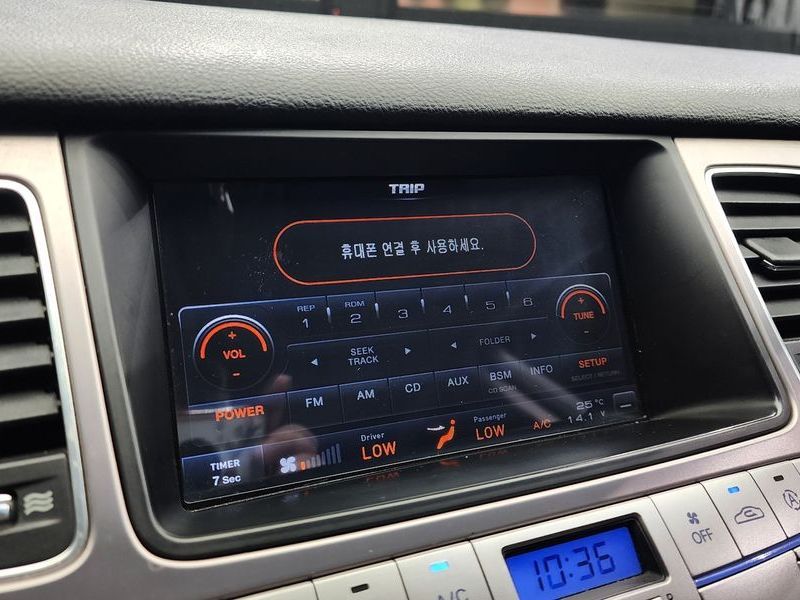 TRIP
휴대폰 연결 후 사용하세요.
REP RDM
1 2 3 4 5 6
+ VOL -
+ TUNE -
SEEK TRACK
FOLDER
FM AM CD AUX BSM INFO SETUP
CD SCAN
SELECT / RETURN
POWER
TIMER
7 Sec
Driver
LOW
Passenger
LOW
A/C
25 °C
14.1 V
10:36
OFF
A/C